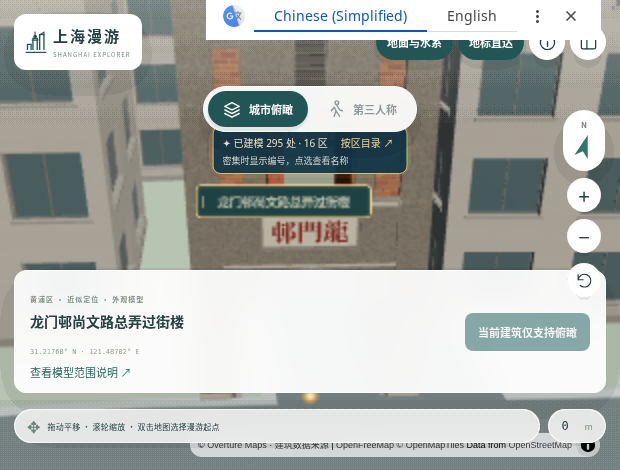 Chinese (Simplified)
English
上海漫游
SHANGHAI EXPLORER
地面与水系
地标直达
城市俯瞰
第三人称
N
✦ 已建模 295 处 · 16 区 按区目录 ↗
密集时显示编号，点选查看名称
龙门邨尚文路总弄过街楼
邨門龍
+
−
黄浦区 · 近似定位 · 外观模型
龙门邨尚文路总弄过街楼
当前建筑仅支持俯瞰
31.21768° N · 121.48782° E
查看模型范围说明 ↗
拖动平移 · 滚轮缩放 · 双击地图选择漫游起点
0 m
© Overture Maps · 建筑数据来源 | OpenFreeMap © OpenMapTiles Data from OpenStreetMap